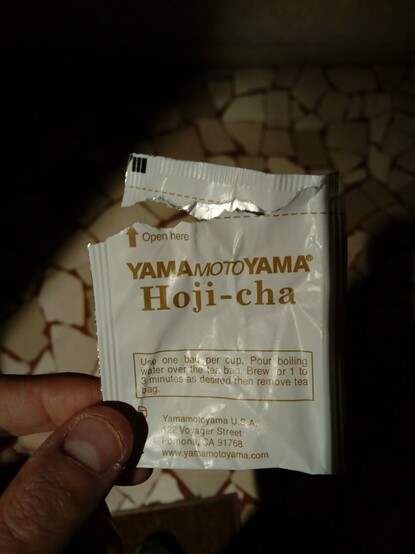 Open here
YAMAMOTOYAMA®
Hoji-cha
Use one bag per cup. Pour boiling
water over the tea bag. Brew for 1 to
3 minutes as desired then remove tea
bag.
Yamamotoyama U.S.A.
122 Voyager Street
Pomona, CA 91768
www.yamamotoyama.com